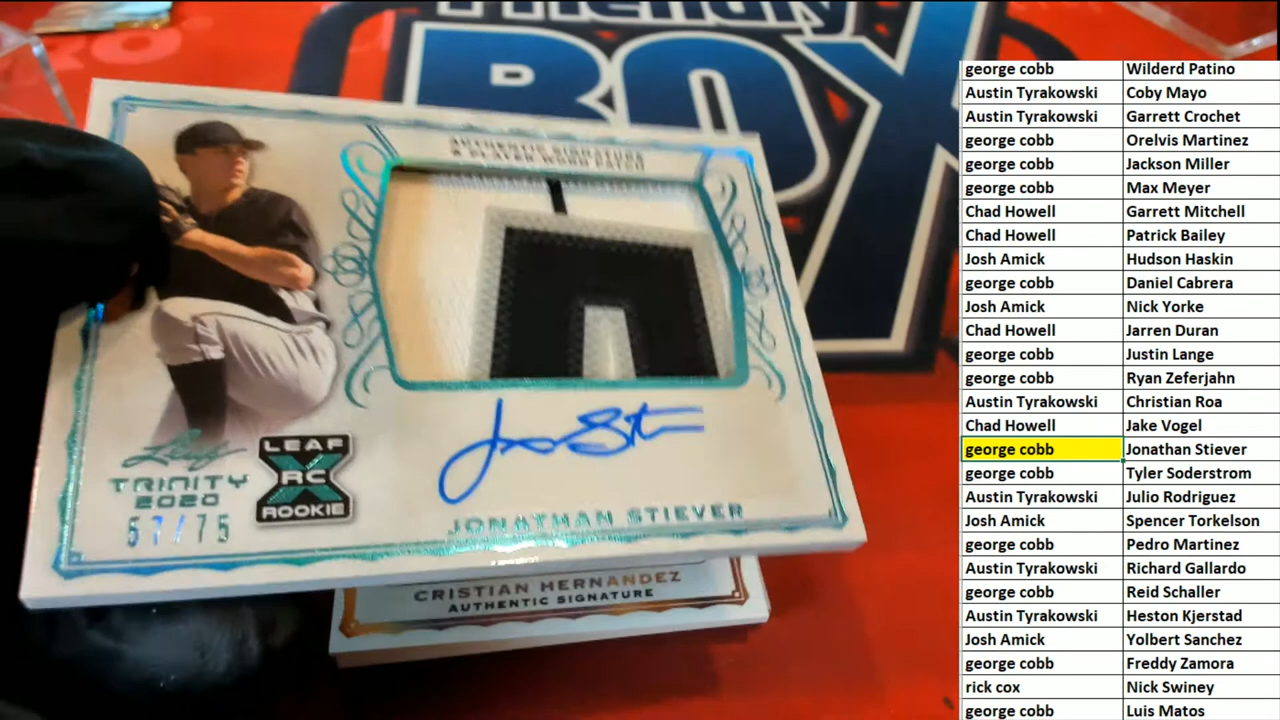 Friendly
BOX
AUTHENTIC SIGNATURE
& PLAYER-WORN PATCH
Leaf
TRINITY
2020
57/75
LEAF
RC
ROOKIE
JONATHAN STIEVER
CRISTIAN HERNANDEZ
AUTHENTIC SIGNATURE
george cobb Wilderd Patino
Austin Tyrakowski Coby Mayo
Austin Tyrakowski Garrett Crochet
george cobb Orelvis Martinez
george cobb Jackson Miller
george cobb Max Meyer
Chad Howell Garrett Mitchell
Chad Howell Patrick Bailey
Josh Amick Hudson Haskin
george cobb Daniel Cabrera
Josh Amick Nick Yorke
Chad Howell Jarren Duran
george cobb Justin Lange
george cobb Ryan Zeferjahn
Austin Tyrakowski Christian Roa
Chad Howell Jake Vogel
george cobb Jonathan Stiever
george cobb Tyler Soderstrom
Austin Tyrakowski Julio Rodriguez
Josh Amick Spencer Torkelson
george cobb Pedro Martinez
Austin Tyrakowski Richard Gallardo
george cobb Reid Schaller
Austin Tyrakowski Heston Kjerstad
Josh Amick Yolbert Sanchez
george cobb Freddy Zamora
rick cox Nick Swiney
george cobb Luis Matos